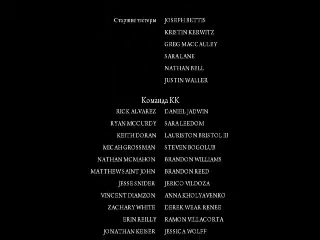 Старшие тестеры JOSEPH BETTIS
KRISTIN KERWITZ
GREG MACCAULEY
SARA LANE
NATHAN BELL
JUSTIN WALLER
Команда КК
RICK ALVAREZ DANIEL JADWIN
RYAN MCCURDY SARA LEEDOM
KEITH DORAN LAURISTON BRISTOL III
MICAH GROSSMAN STEVEN BOGOLUB
NATHAN MCMAHON BRANDON WILLIAMS
MATTHEW SAINT JOHN BRANDON REED
JESSE SNIDER JERICO VILDOZA
VINCENT DIAMZON ANNA KHOLYAVENKO
ZACHARY WHITE DEREK WEAR RENEE
ERIN REILLY RAMON VILLACORTA
JONATHAN KEISER JESSICA WOLFF